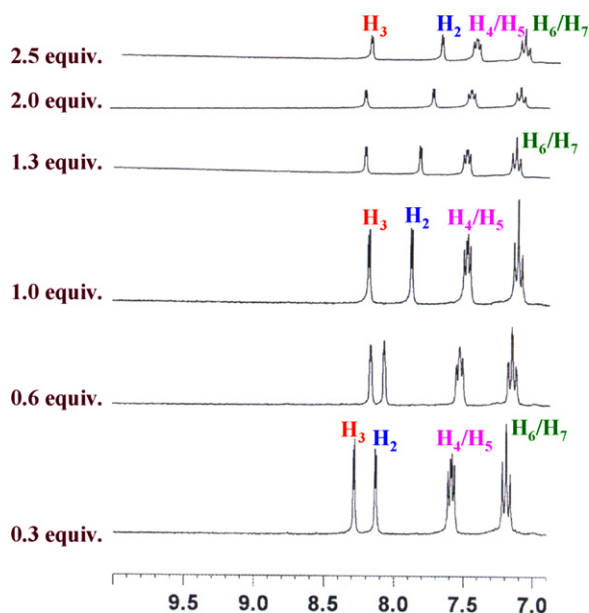 H₃ H₂ H₄/H₅ H₆/H₇
2.5 equiv.
2.0 equiv.
H₆/H₇
1.3 equiv.
H₃ H₂ H₄/H₅
1.0 equiv.
0.6 equiv.
H₃ H₂ H₄/H₅ H₆/H₇
0.3 equiv.
9.5 9.0 8.5 8.0 7.5 7.0